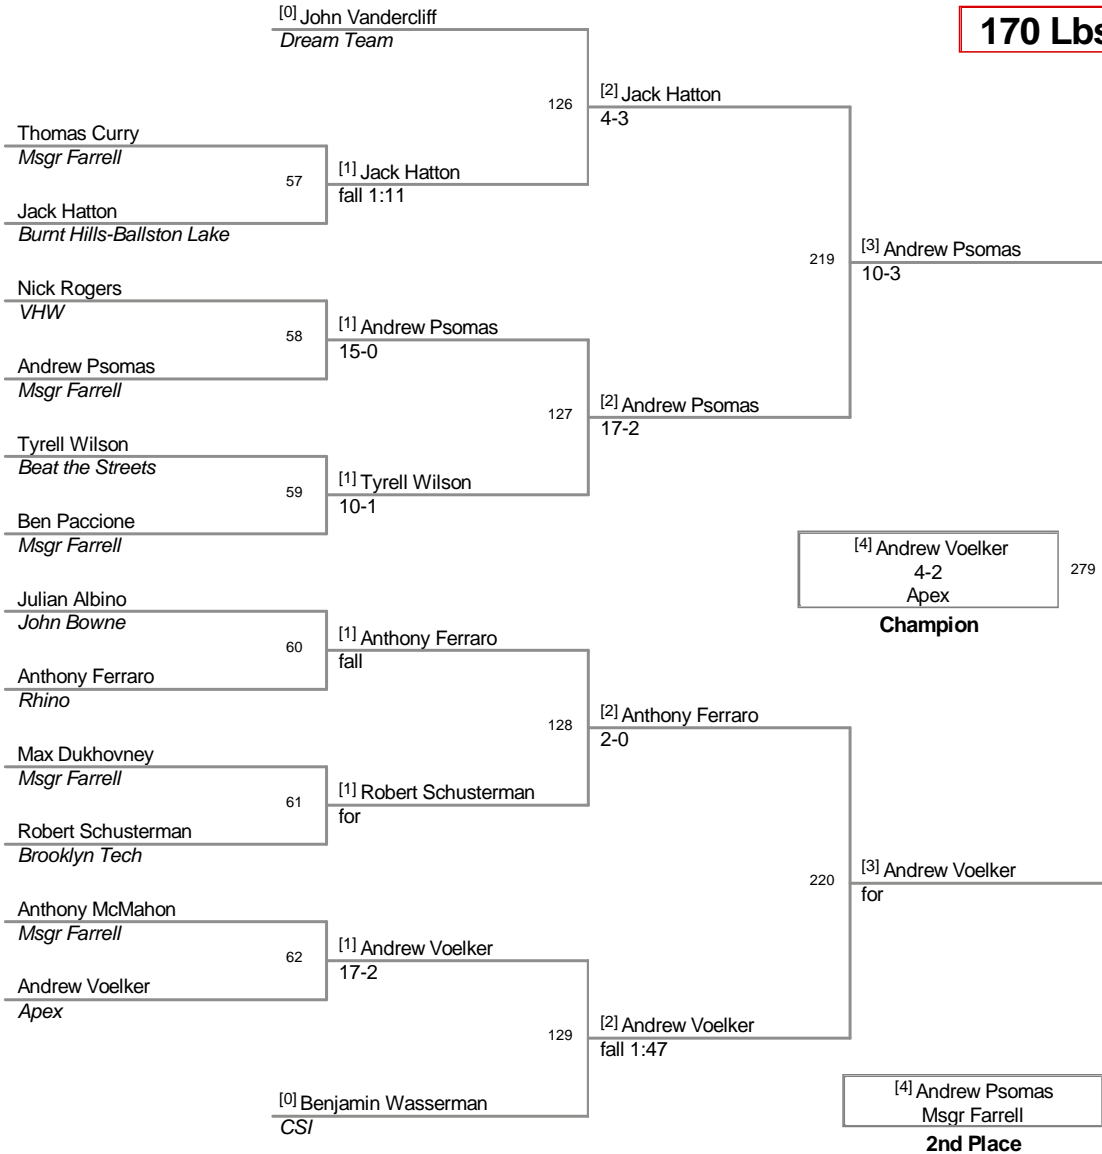 [0] John Vandercliff
Dream Team
170 Lbs
126
[2] Jack Hatton
4-3
Thomas Curry
Msgr Farrell
57
[1] Jack Hatton
fall 1:11
Jack Hatton
Burnt Hills-Ballston Lake
219
[3] Andrew Psomas
10-3
Nick Rogers
VHW
58
[1] Andrew Psomas
15-0
Andrew Psomas
Msgr Farrell
127
[2] Andrew Psomas
17-2
Tyrell Wilson
Beat the Streets
59
[1] Tyrell Wilson
10-1
Ben Paccione
Msgr Farrell
[4] Andrew Voelker
4-2
Apex
279
Champion
Julian Albino
John Bowne
60
[1] Anthony Ferraro
fall
Anthony Ferraro
Rhino
128
[2] Anthony Ferraro
2-0
Max Dukhovney
Msgr Farrell
61
[1] Robert Schusterman
for
Robert Schusterman
Brooklyn Tech
220
[3] Andrew Voelker
for
Anthony McMahon
Msgr Farrell
62
[1] Andrew Voelker
17-2
Andrew Voelker
Apex
129
[2] Andrew Voelker
fall 1:47
[0] Benjamin Wasserman
CSI
[4] Andrew Psomas
Msgr Farrell
2nd Place